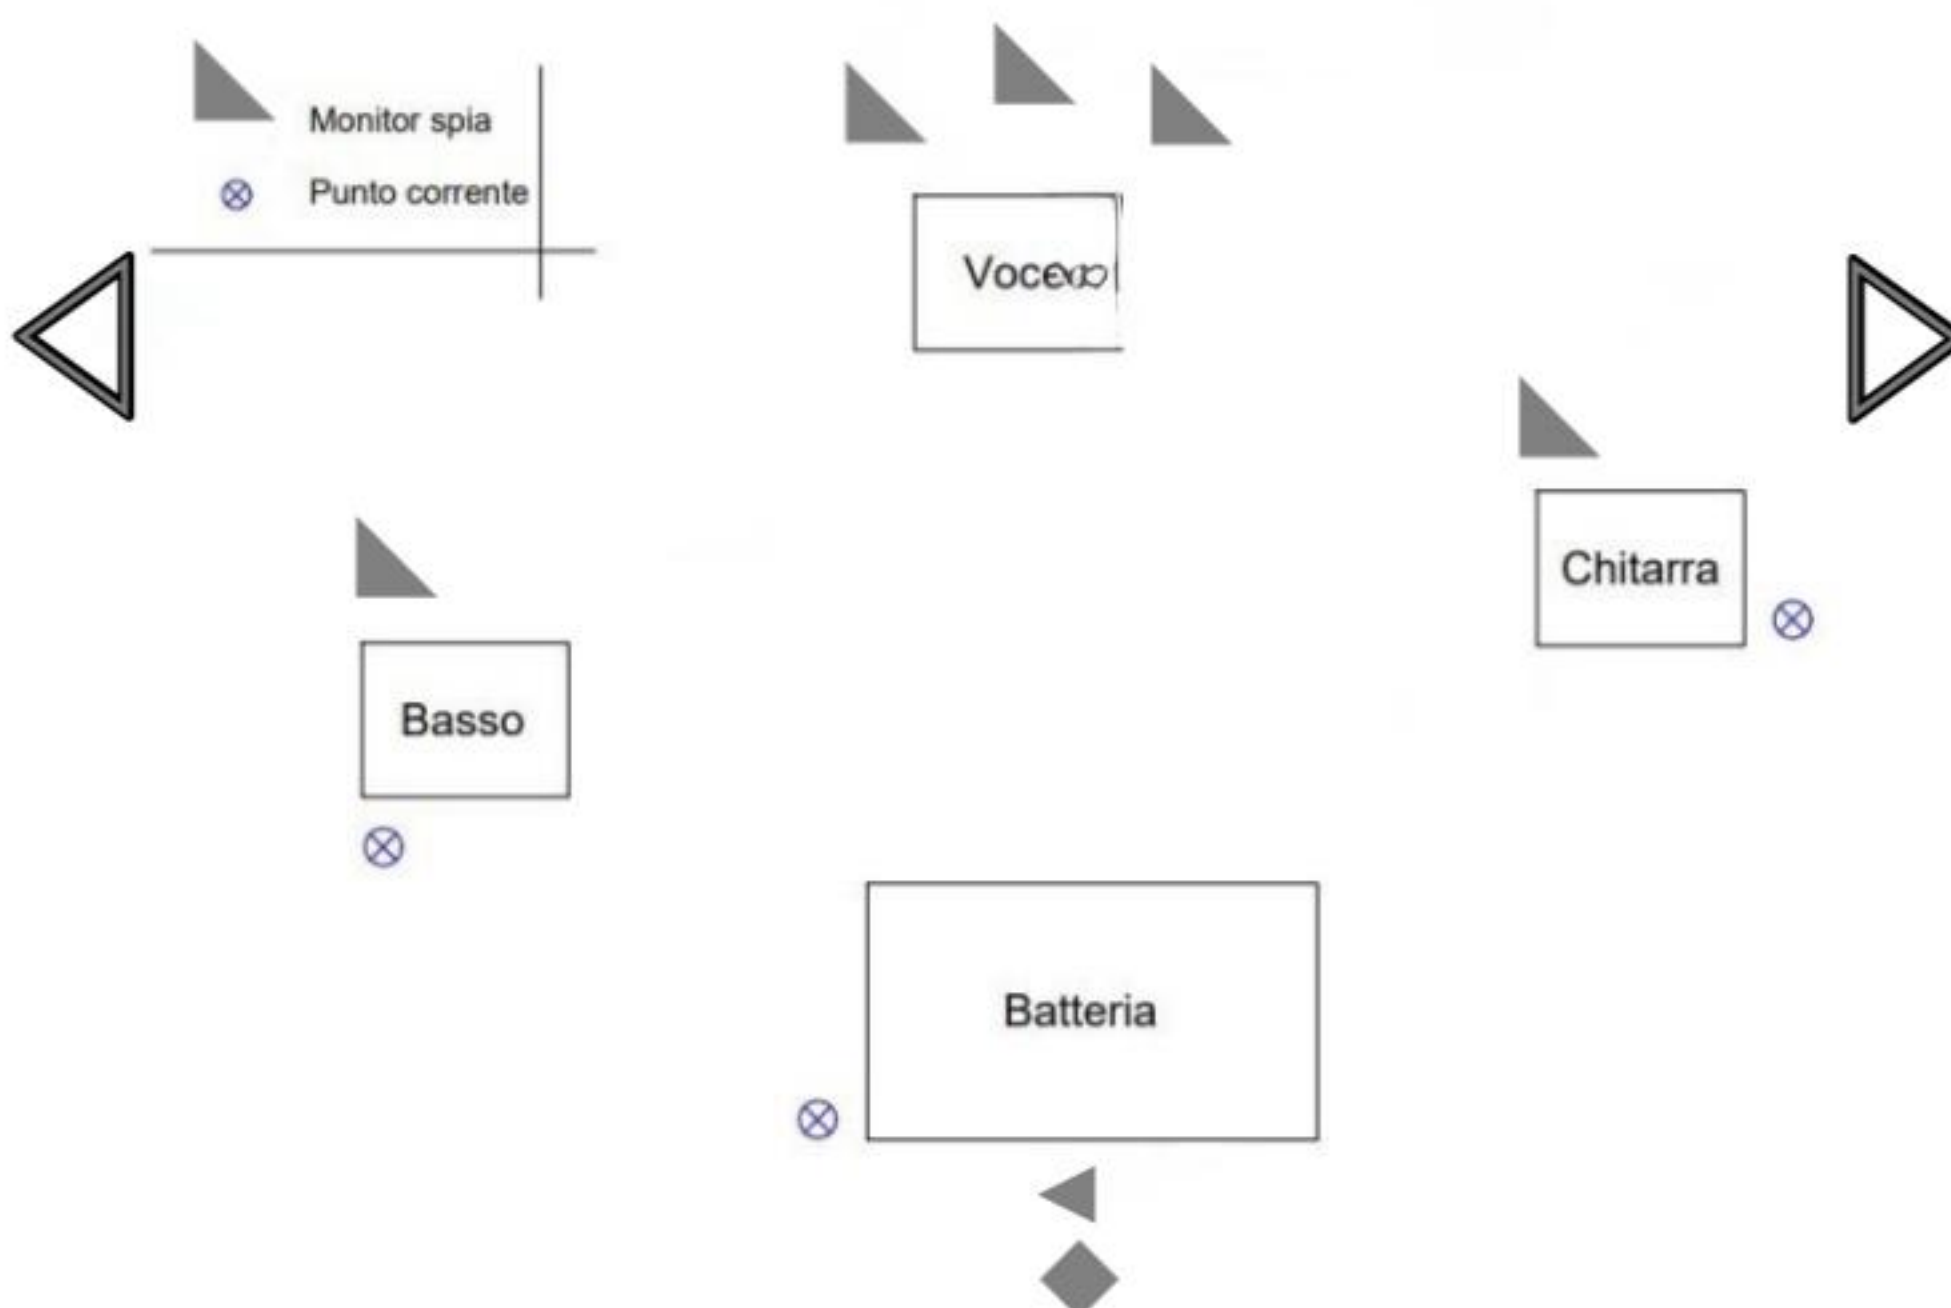 Monitor spia
Punto corrente
Voce
Chitarra
Basso
Batteria